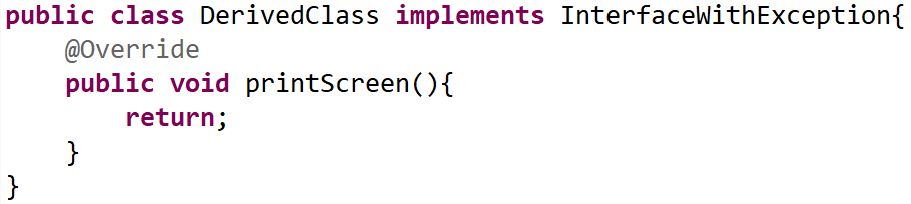 public class DerivedClass implements InterfaceWithException{
    @Override
    public void printScreen(){
        return;
    }
}